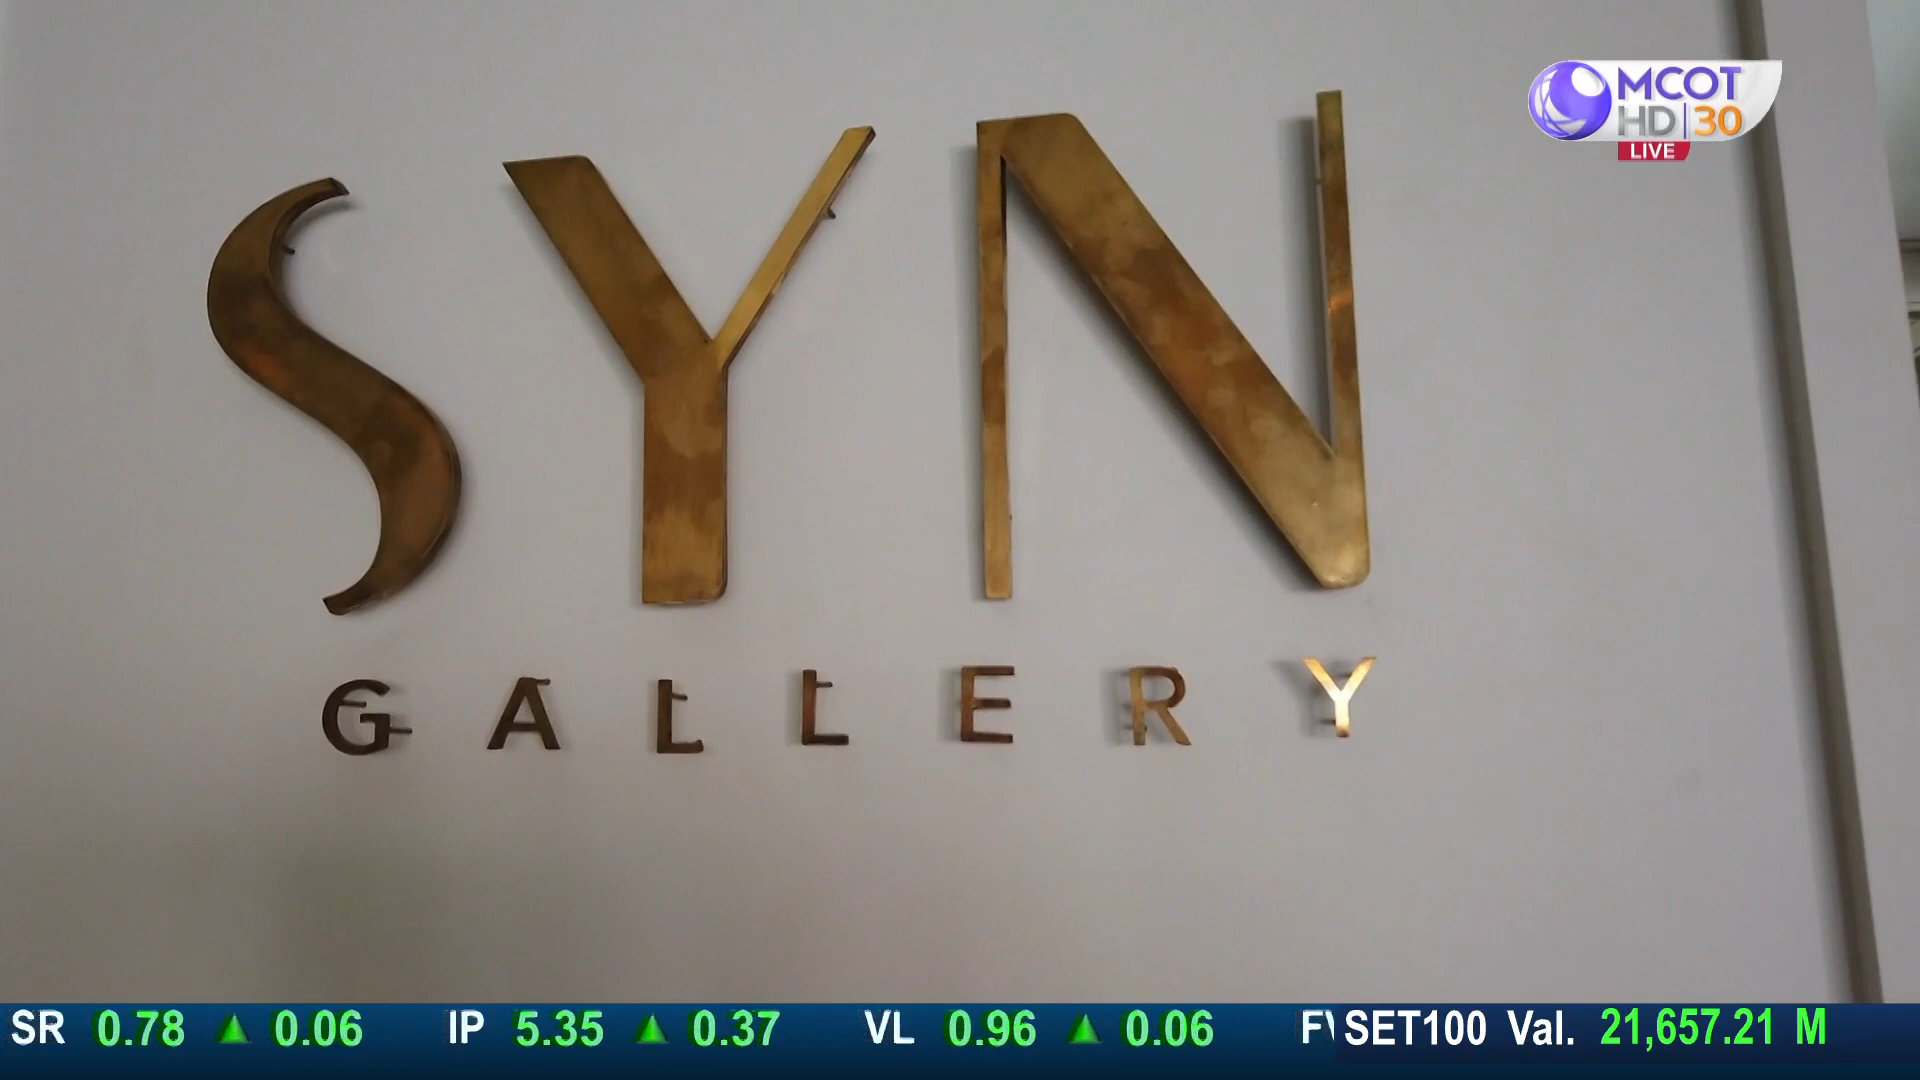 MCOT
HD 30
LIVE
SYN
GALLERY
SR 0.78 ▲ 0.06 IP 5.35 ▲ 0.37 VL 0.96 ▲ 0.06 SET100 Val. 21,657.21 M